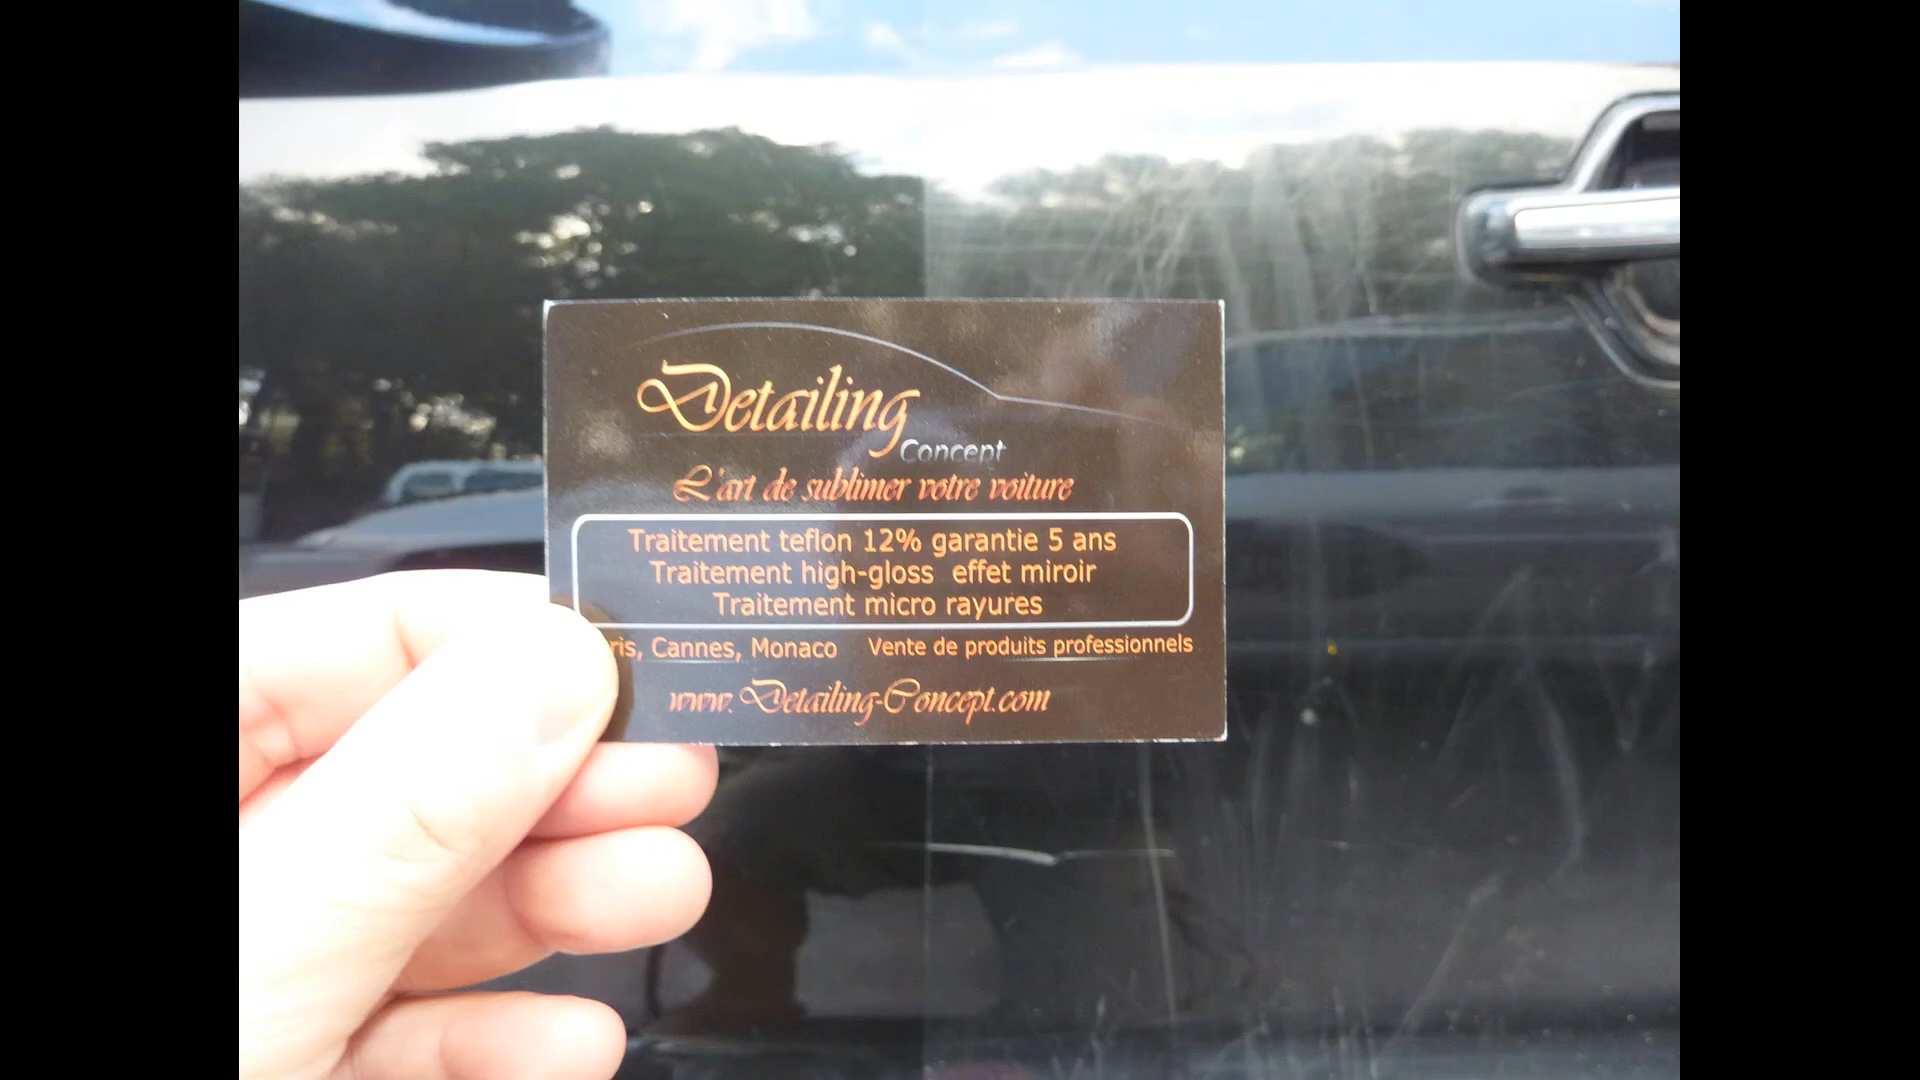 Detailing
Concept
L'art de sublimer votre voiture
Traitement teflon 12% garantie 5 ans
Traitement high-gloss effet miroir
Traitement micro rayures
Cannes, Monaco Vente de produits professionnels
www.Detailing-Concept.com